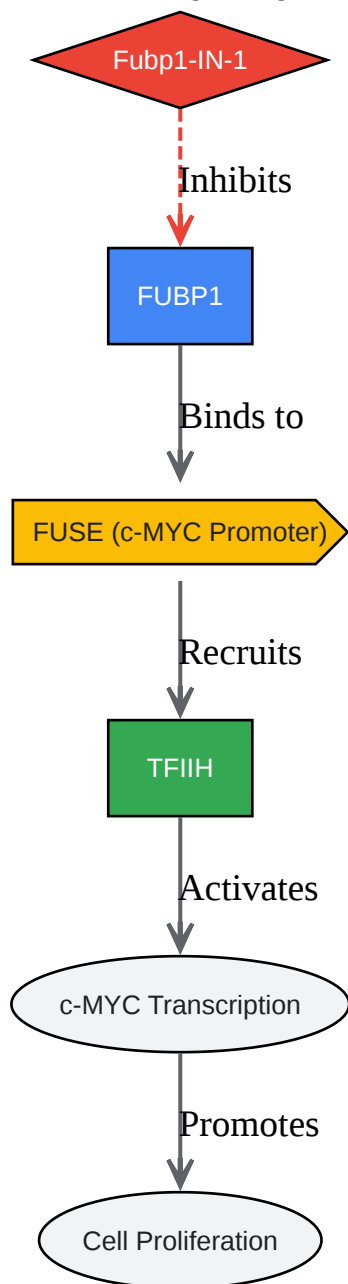 Fubp1-IN-1
Inhibits
FUBP1
Binds to
FUSE (c-MYC Promoter)
Recruits
TFIIH
Activates
c-MYC Transcription
Promotes
Cell Proliferation